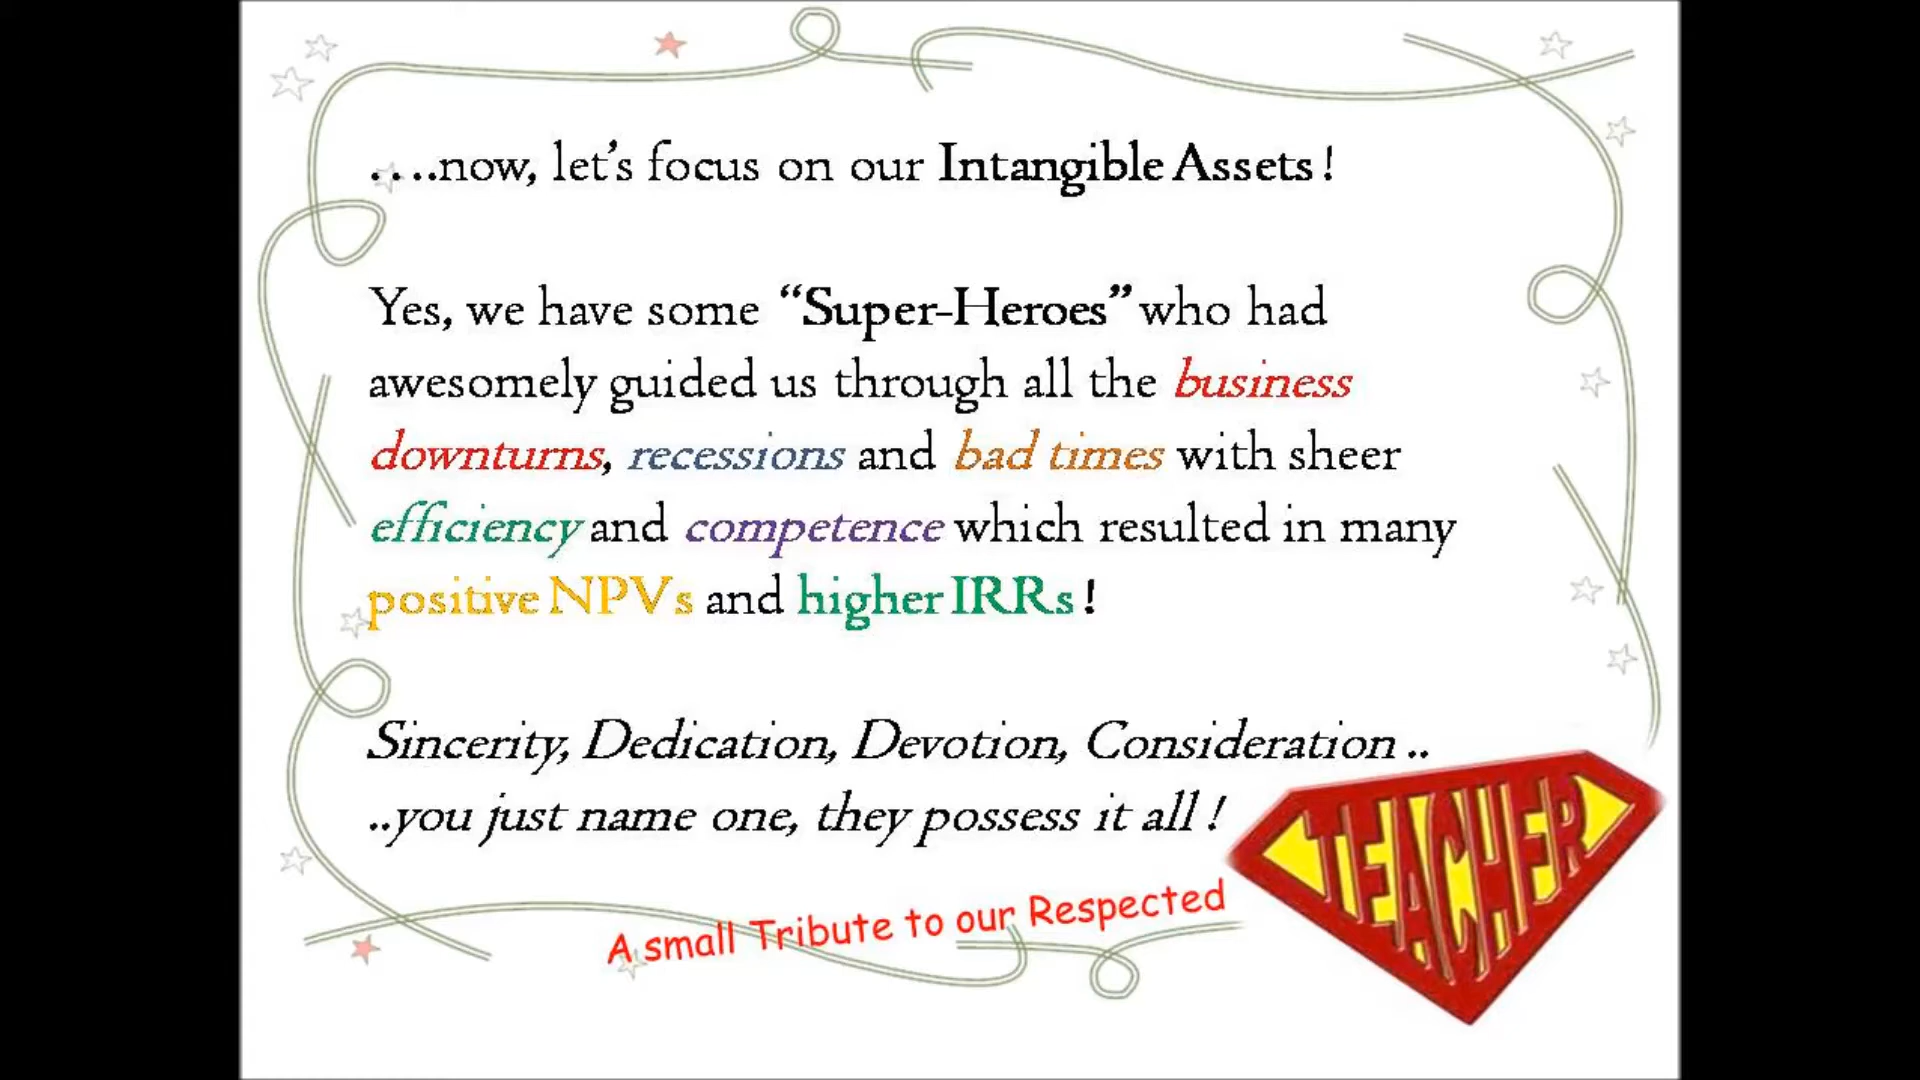 ....now, let's focus on our Intangible Assets!
Yes, we have some “Super-Heroes” who had
awesomely guided us through all the business
downturns, recessions and bad times with sheer
efficiency and competence which resulted in many
positive NPVs and higher IRRs!
Sincerity, Dedication, Devotion, Consideration ..
..you just name one, they possess it all !
A small Tribute to our Respected
TEACHER